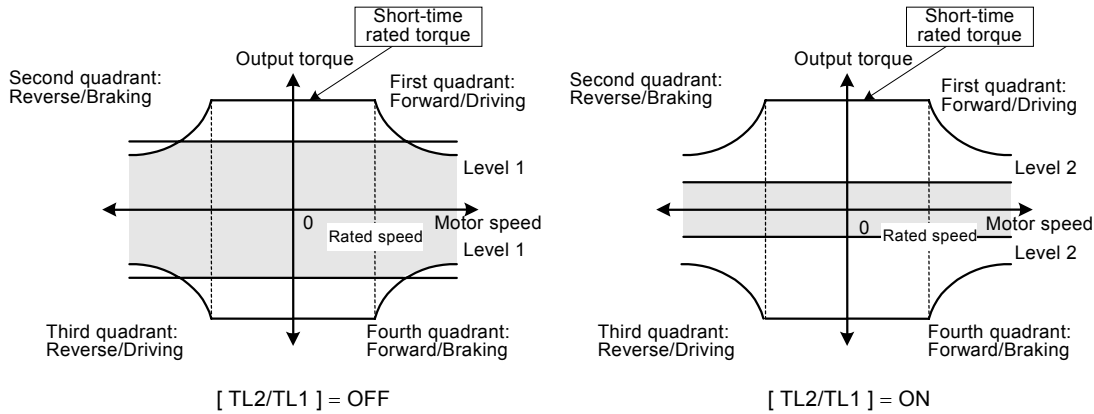 Short-time
rated torque
Output torque
Second quadrant:
Reverse/Braking
First quadrant:
Forward/Driving
Level 1
0
Rated speed
Motor speed
Level 1
Third quadrant:
Reverse/Driving
Fourth quadrant:
Forward/Braking
[ TL2/TL1 ] = OFF
Short-time
rated torque
Output torque
Second quadrant:
Reverse/Braking
First quadrant:
Forward/Driving
Level 2
0
Rated speed
Motor speed
Level 2
Third quadrant:
Reverse/Driving
Fourth quadrant:
Forward/Braking
[ TL2/TL1 ] = ON